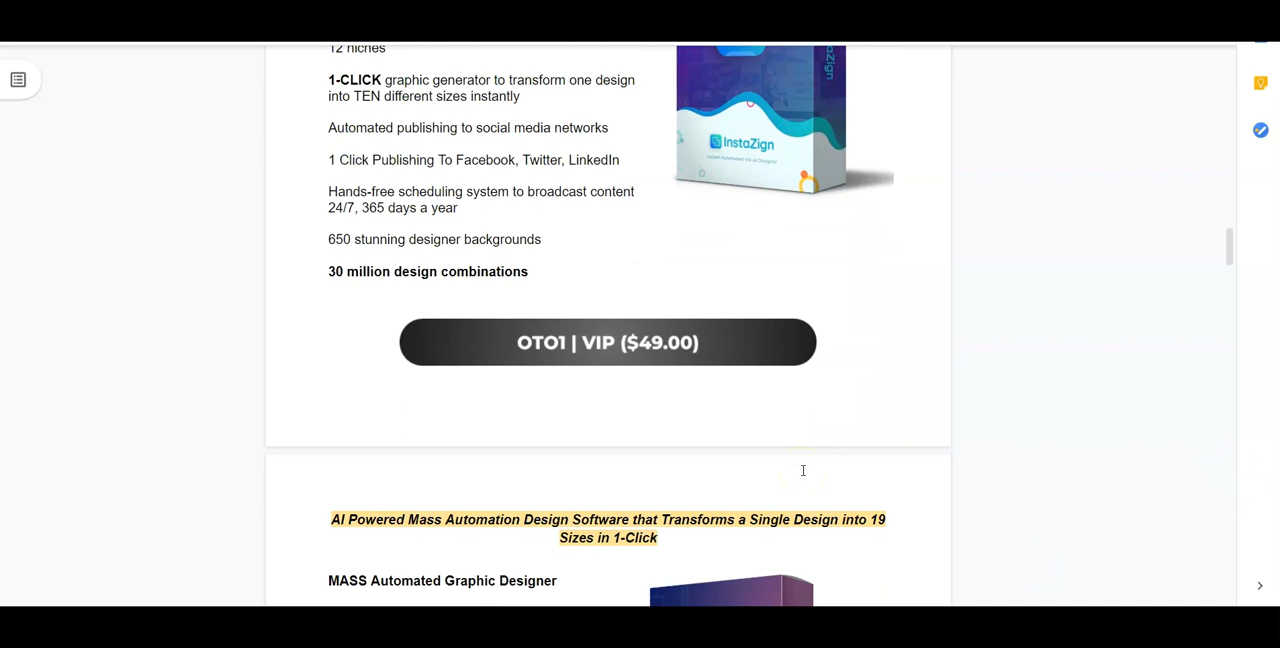 12 niches
1-CLICK graphic generator to transform one design
into TEN different sizes instantly
Automated publishing to social media networks
1 Click Publishing To Facebook, Twitter, LinkedIn
Hands-free scheduling system to broadcast content
24/7, 365 days a year
650 stunning designer backgrounds
30 million design combinations
InstaZign
InstaZign
OTO1 | VIP ($49.00)
AI Powered Mass Automation Design Software that Transforms a Single Design into 19
Sizes in 1-Click
MASS Automated Graphic Designer